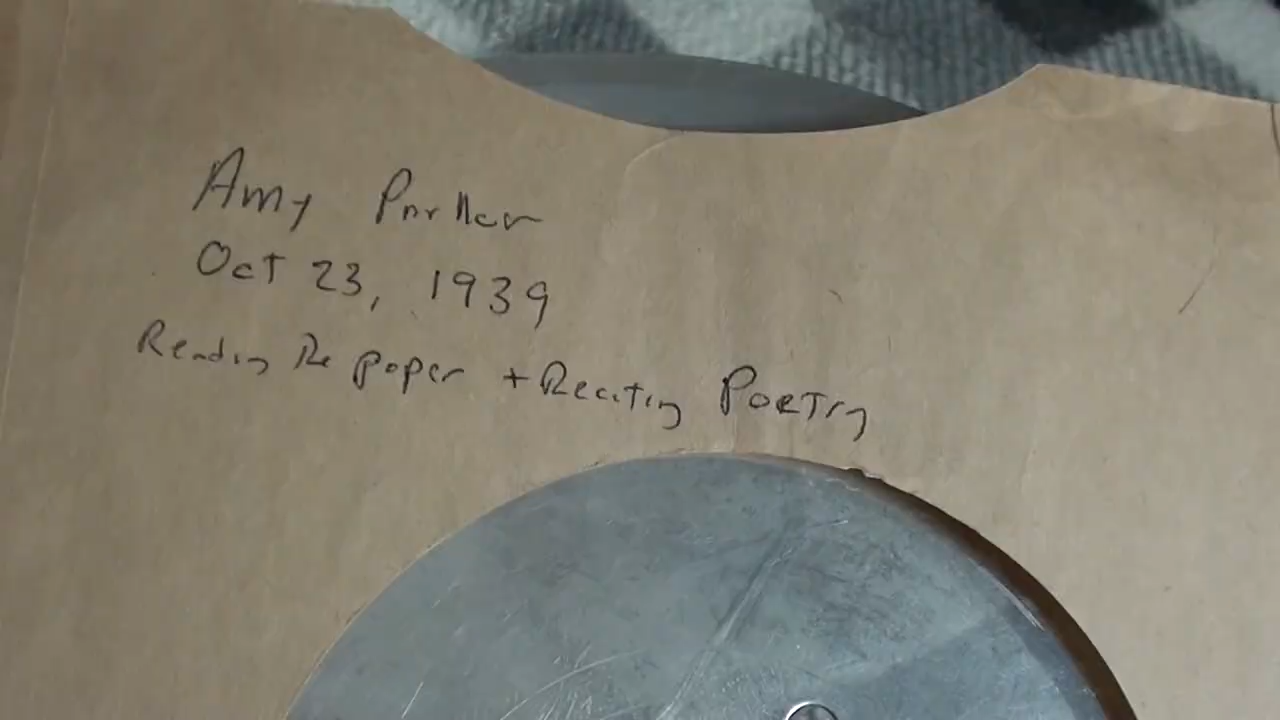 Amy Parker
Oct 23, 1939
Reading The paper + Reciting Poetry